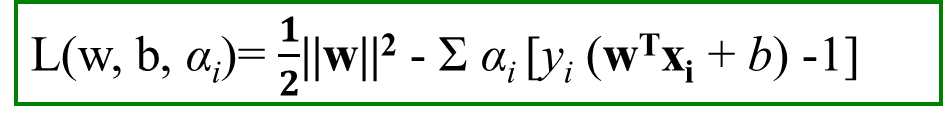 L(w, b, αᵢ)= ½||w||² - Σ αᵢ [yᵢ (wᵀxᵢ + b) -1]